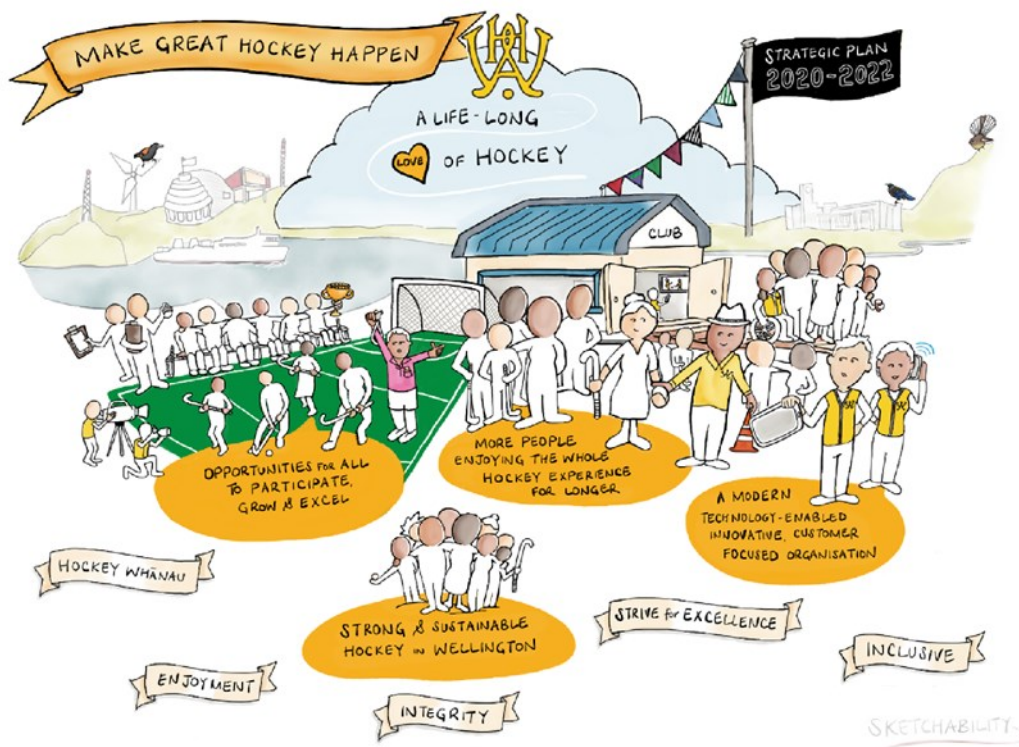 MAKE GREAT HOCKEY HAPPEN
WHA
STRATEGIC PLAN
2020-2022
A LIFE-LONG
LOVE OF HOCKEY
CLUB
OPPORTUNITIES for ALL
TO PARTICIPATE,
GROW & EXCEL
MORE PEOPLE
ENJOYING THE WHOLE
HOCKEY EXPERIENCE
FOR LONGER
A MODERN
TECHNOLOGY-ENABLED
INNOVATIVE, CUSTOMER
FOCUSED ORGANISATION
STRONG & SUSTAINABLE
HOCKEY in WELLINGTON
HOCKEY WHĀNAU
ENJOYMENT
INTEGRITY
STRIVE for EXCELLENCE
INCLUSIVE
SKETCHABILITY.